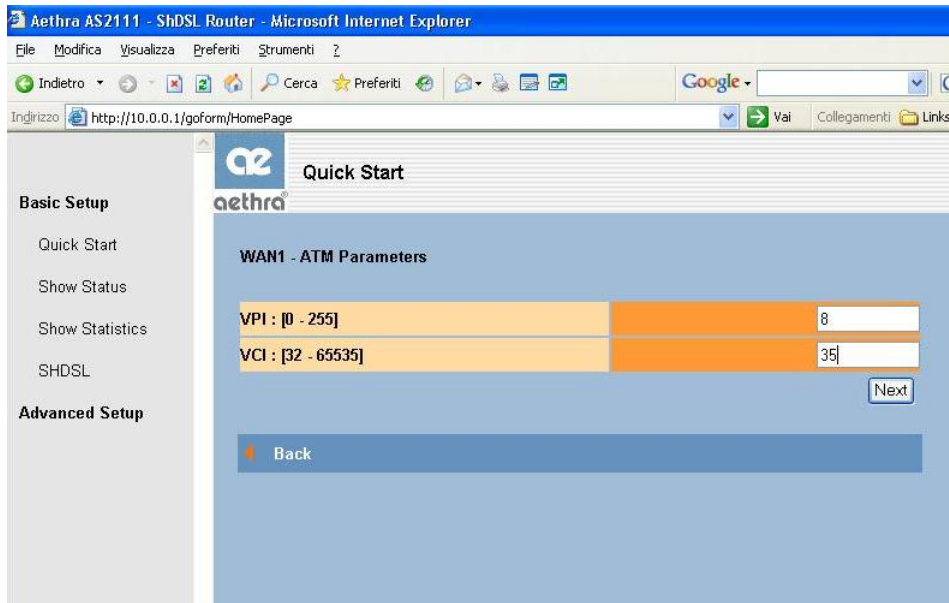 Aethra AS2111 - ShDSL Router - Microsoft Internet Explorer
File Modifica Visualizza Preferiti Strumenti ?
Indietro Cerca Preferiti Google
Indirizzo http://10.0.0.1/goform/HomePage Vai Collegamenti Links
aethra®
Quick Start
Basic Setup
Quick Start
Show Status
Show Statistics
SHDSL
Advanced Setup
WAN1 - ATM Parameters
VPI : [0 - 255] 8
VCI : [32 - 65535] 35
Next
Back